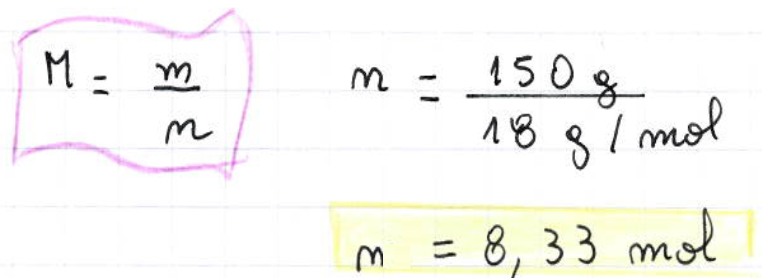 M = m/n
n = 150 g / 18 g/mol
n = 8,33 mol